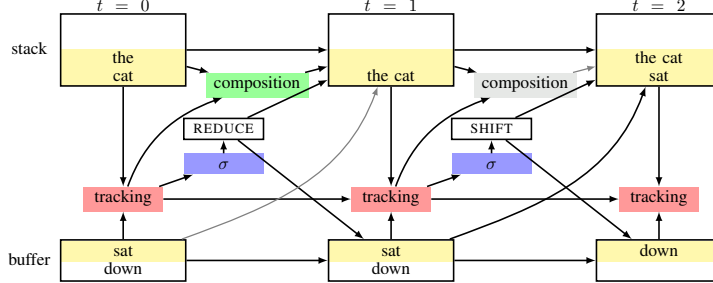 t = 0 t = 1 t = 2
stack
the
cat
the cat
the cat
sat
composition composition
REDUCE SHIFT
σ σ
tracking tracking tracking
buffer
sat
down
sat
down
down